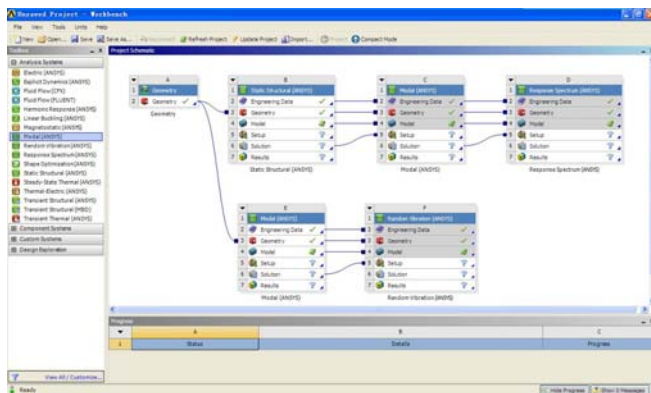 Unsaved Project - Workbench
File View Tools Units Help
New Open... Save Save As... Reconnect Refresh Project Update Project Import... Project Compact Mode
Toolbox
Project Schematic
Analysis Systems
Electric (ANSYS)
Explicit Dynamics (ANSYS)
Fluid Flow (CFX)
Fluid Flow (FLUENT)
Harmonic Response (ANSYS)
Linear Buckling (ANSYS)
Magnetostatic (ANSYS)
Modal (ANSYS)
Random Vibration (ANSYS)
Response Spectrum (ANSYS)
Shape Optimization (ANSYS)
Static Structural (ANSYS)
Steady-State Thermal (ANSYS)
Thermal-Electric (ANSYS)
Transient Structural (ANSYS)
Transient Structural (MBD)
Transient Thermal (ANSYS)
Component Systems
Custom Systems
Design Exploration
View All / Customize...
A
1 Geometry
2 Geometry
Geometry
B
1 Static Structural (ANSYS)
2 Engineering Data
3 Geometry
4 Model
5 Setup
6 Solution
7 Results
Static Structural (ANSYS)
C
1 Modal (ANSYS)
2 Engineering Data
3 Geometry
4 Model
5 Setup
6 Solution
7 Results
Modal (ANSYS)
D
1 Response Spectrum (ANSYS)
2 Engineering Data
3 Geometry
4 Model
5 Setup
6 Solution
7 Results
Response Spectrum (ANSYS)
E
1 Modal (ANSYS)
2 Engineering Data
3 Geometry
4 Model
5 Setup
6 Solution
7 Results
Modal (ANSYS)
F
1 Random Vibration (ANSYS)
2 Engineering Data
3 Geometry
4 Model
5 Setup
6 Solution
7 Results
Random Vibration (ANSYS)
Progress
A B C
1 Status Details Progress
Ready
Hide Progress Show 3 Messages